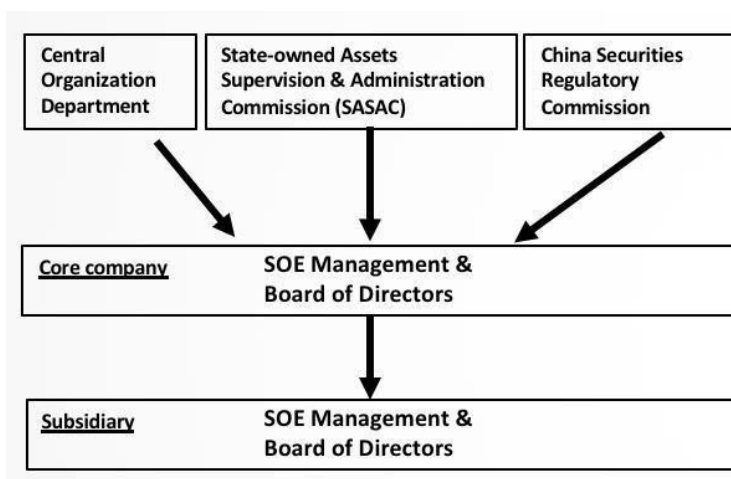 Central
Organization
Department
State-owned Assets
Supervision & Administration
Commission (SASAC)
China Securities
Regulatory
Commission
Core company
SOE Management &
Board of Directors
Subsidiary
SOE Management &
Board of Directors